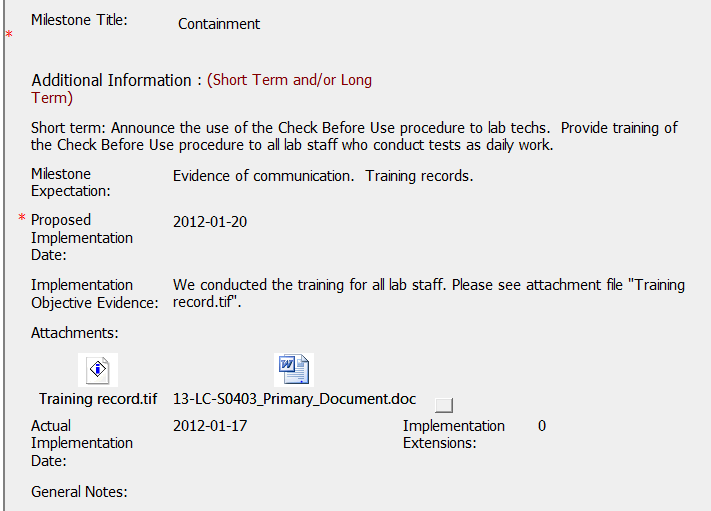 Milestone Title: Containment
*
Additional Information : (Short Term and/or Long
Term)
Short term: Announce the use of the Check Before Use procedure to lab techs.  Provide training of
the Check Before Use procedure to all lab staff who conduct tests as daily work.
Milestone Evidence of communication.  Training records.
Expectation:
* Proposed 2012-01-20
Implementation
Date:
Implementation We conducted the training for all lab staff. Please see attachment file "Training
Objective Evidence: record.tif".
Attachments:
Training record.tif 13-LC-S0403_Primary_Document.doc
Actual 2012-01-17 Implementation 0
Implementation Extensions:
Date:
General Notes: